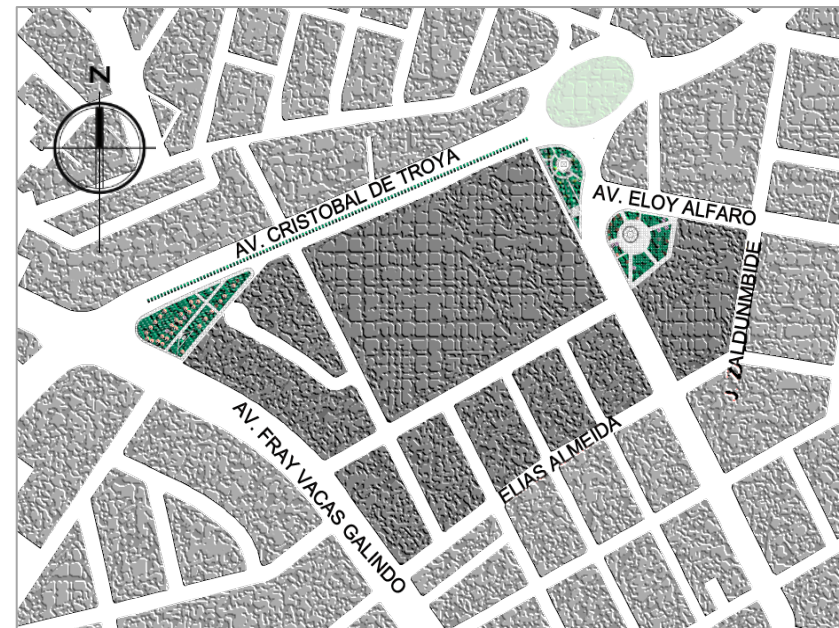 N
AV. CRISTOBAL DE TROYA
AV. ELOY ALFARO
J. ZALDUNMBIDE
AV. FRAY VACAS GALINDO
ELIAS ALMEIDA